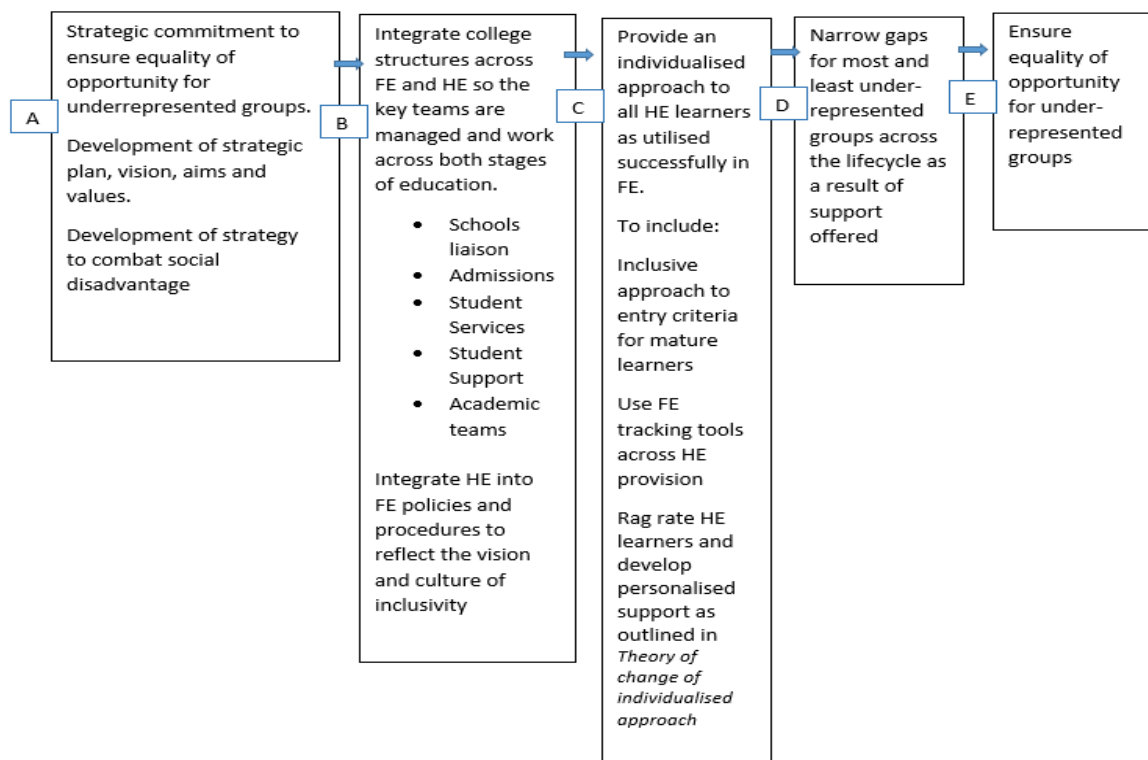 A
Strategic commitment to
ensure equality of
opportunity for
underrepresented groups.
Development of strategic
plan, vision, aims and
values.
Development of strategy
to combat social
disadvantage
B
Integrate college
structures across
FE and HE so the
key teams are
managed and work
across both stages
of education.
• Schools
liaison
• Admissions
• Student
Services
• Student
Support
• Academic
teams
Integrate HE into
FE policies and
procedures to
reflect the vision
and culture of
inclusivity
C
Provide an
individualised
approach to
all HE learners
as utilised
successfully in
FE.
To include:
Inclusive
approach to
entry criteria
for mature
learners
Use FE
tracking tools
across HE
provision
Rag rate HE
learners and
develop
personalised
support as
outlined in
Theory of
change of
individualised
approach
D
Narrow gaps
for most and
least under-
represented
groups across
the lifecycle as
a result of
support
offered
E
Ensure
equality of
opportunity
for under-
represented
groups